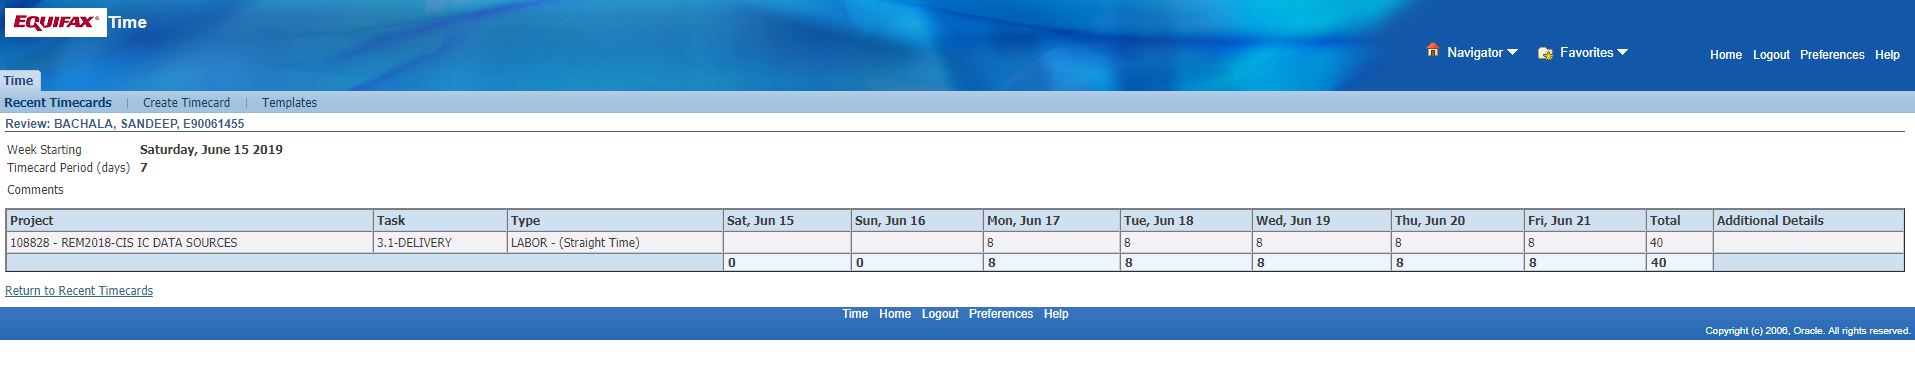 EQUIFAX® Time
Navigator Favorites Home Logout Preferences Help
Time
Recent Timecards | Create Timecard | Templates
Review: BACHALA, SANDEEP, E90061455
Week Starting Saturday, June 15 2019
Timecard Period (days) 7
Comments
Project Task Type Sat, Jun 15 Sun, Jun 16 Mon, Jun 17 Tue, Jun 18 Wed, Jun 19 Thu, Jun 20 Fri, Jun 21 Total Additional Details
108828 - REM2018-CIS IC DATA SOURCES 3.1-DELIVERY LABOR - (Straight Time) 8 8 8 8 8 40
0 0 8 8 8 8 8 40
Return to Recent Timecards
Time Home Logout Preferences Help
Copyright (c) 2006, Oracle. All rights reserved.